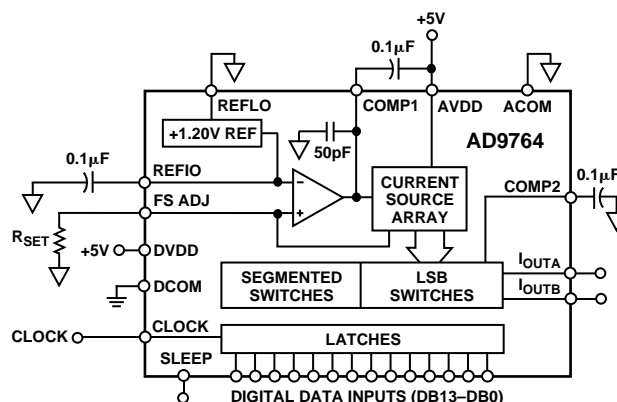 +5V
0.1μF
REFLO
COMP1
AVDD
ACOM
+1.20V REF
50pF
AD9764
0.1μF
REFIO
–
COMP2
0.1μF
CURRENT
SOURCE
ARRAY
FS ADJ
+
RSET
+5V
DVDD
SEGMENTED
SWITCHES
LSB
SWITCHES
IOUTA
IOUTB
DCOM
CLOCK
CLOCK
LATCHES
SLEEP
DIGITAL DATA INPUTS (DB13–DB0)